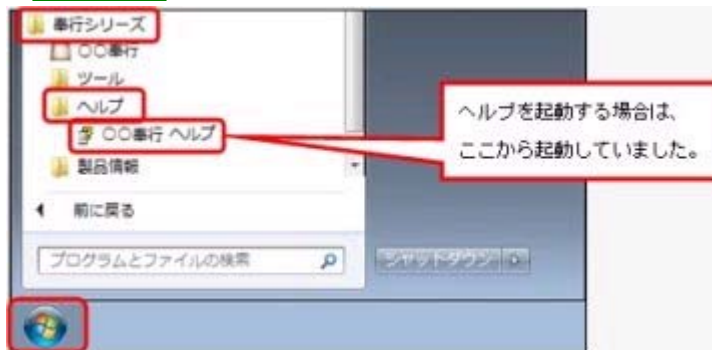 奉行シリーズ
〇〇奉行
ツール
ヘルプ
〇〇奉行 ヘルプ
製品情報
前に戻る
プログラムとファイルの検索
シャットダウン
ヘルプを起動する場合は、
ここから起動していました。